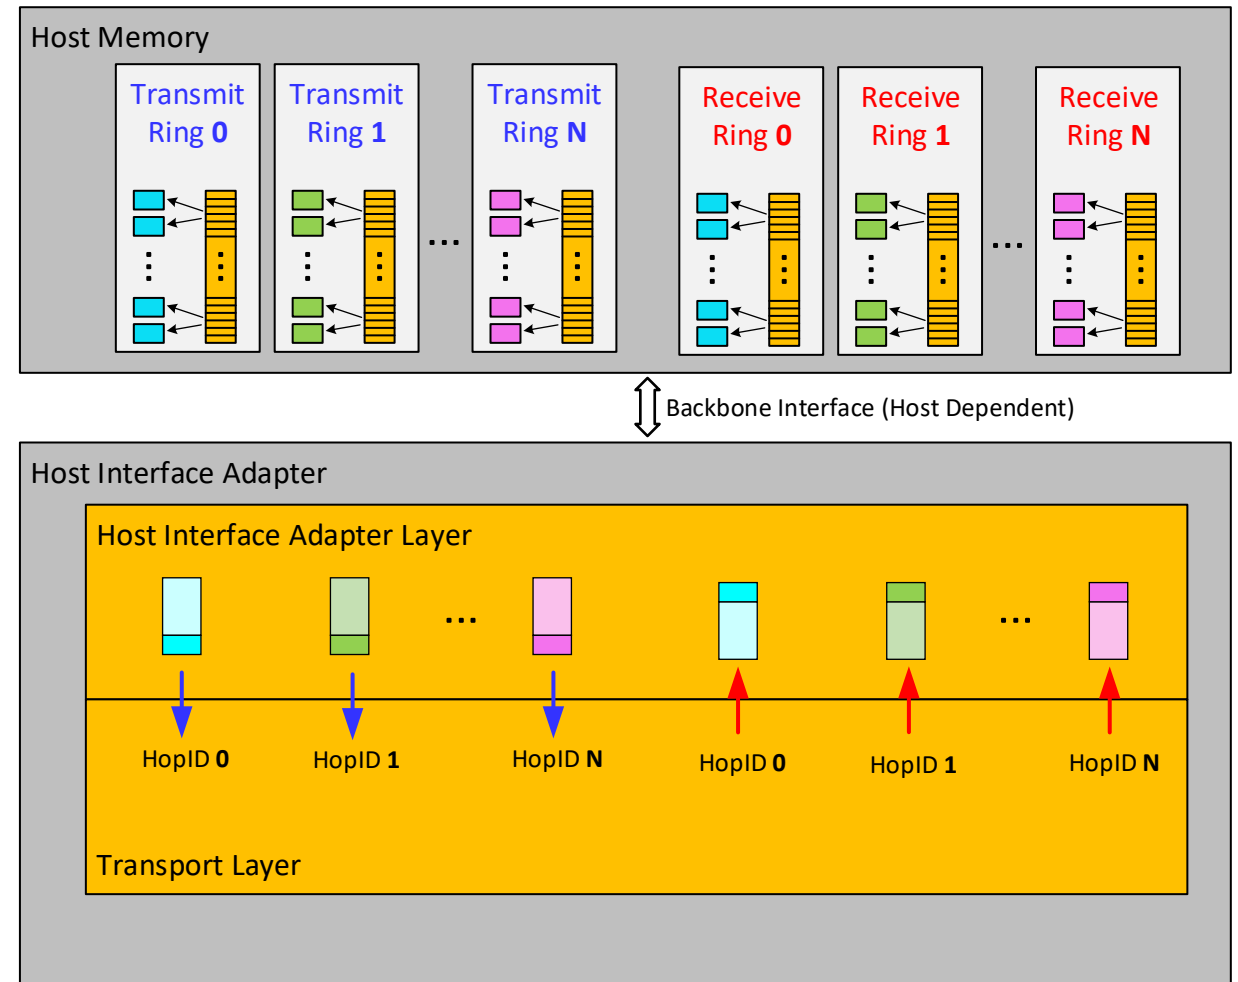 Host Memory
Transmit
Ring 0
Transmit
Ring 1
...
Transmit
Ring N
Receive
Ring 0
Receive
Ring 1
...
Receive
Ring N
Backbone Interface (Host Dependent)
Host Interface Adapter
Host Interface Adapter Layer
...
...
HopID 0
HopID 1
HopID N
HopID 0
HopID 1
HopID N
Transport Layer